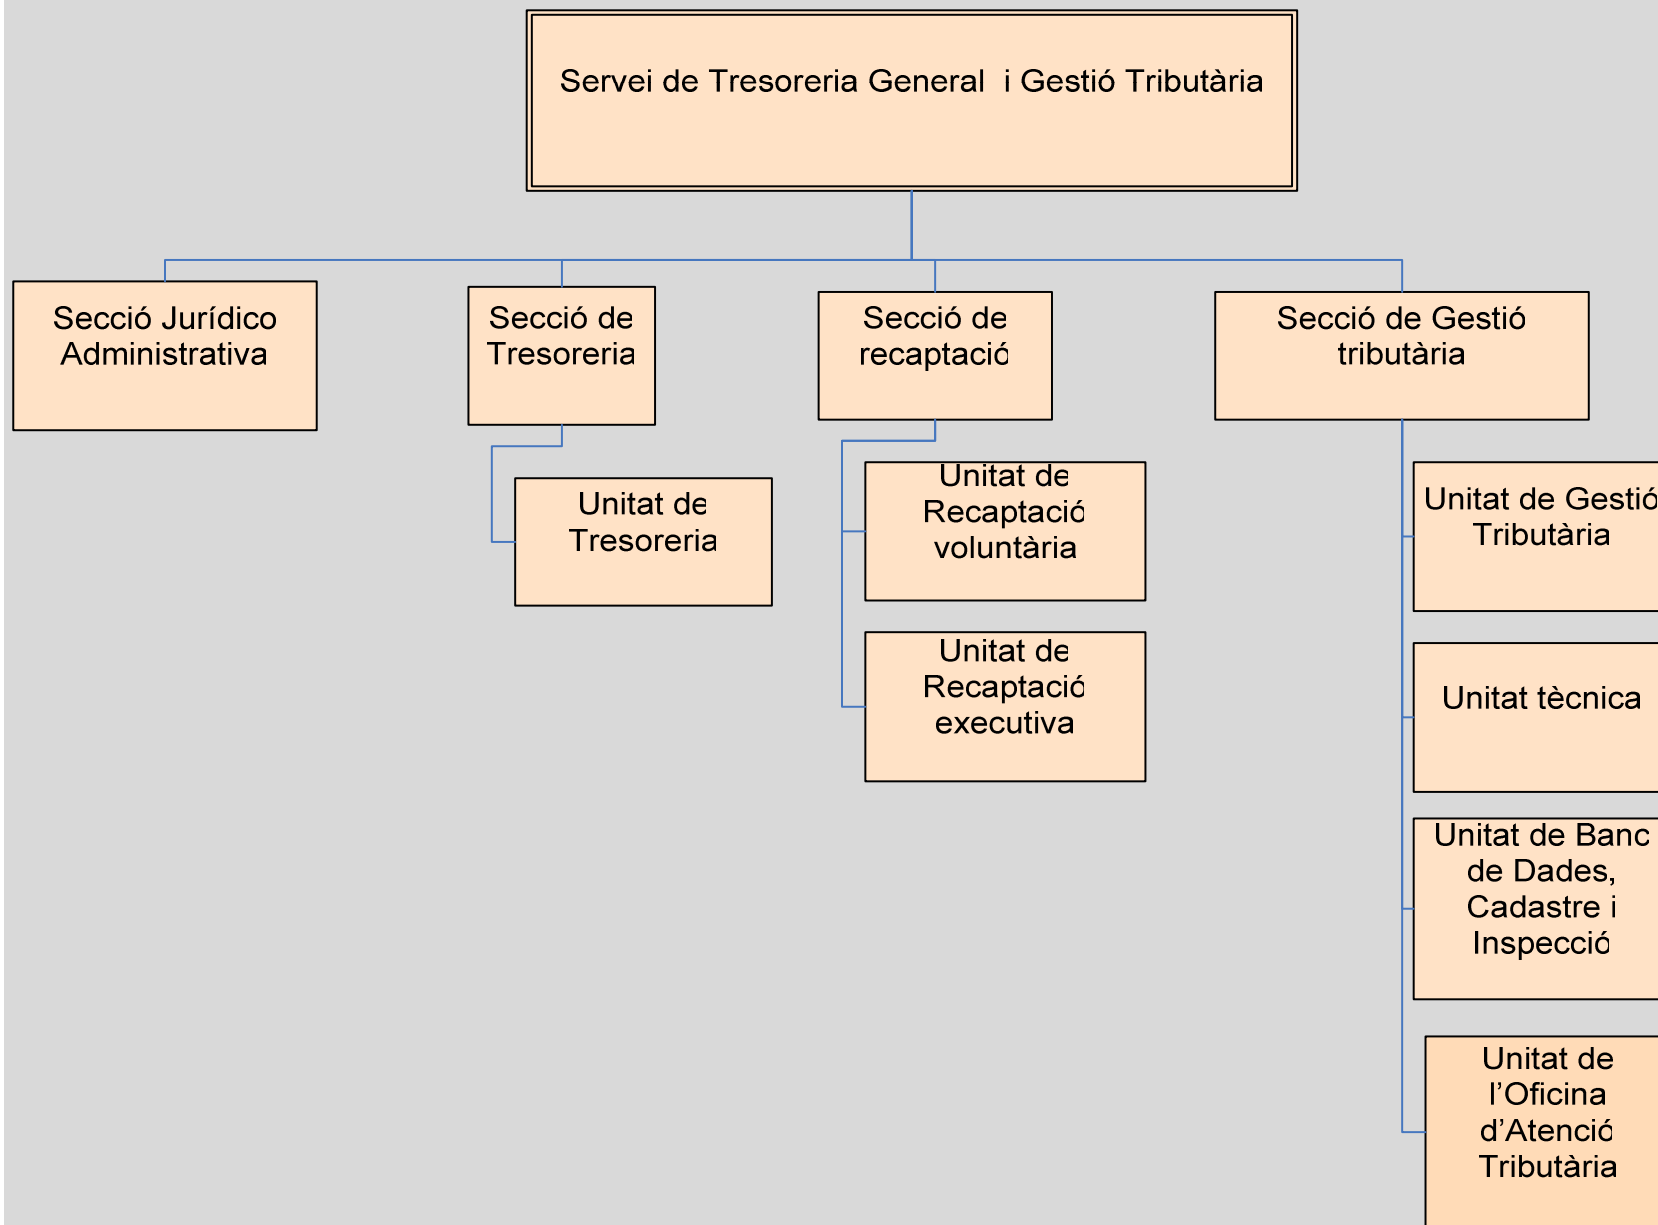 Servei de Tresoreria General  i Gestió Tributària
Secció Jurídico
Administrativa
Secció de
Tresoreria
Secció de
recaptació
Secció de Gestió
tributària
Unitat de
Tresoreria
Unitat de
Recaptació
voluntària
Unitat de
Recaptació
executiva
Unitat de Gestió
Tributària
Unitat tècnica
Unitat de Banc
de Dades,
Cadastre i
Inspecció
Unitat de
l’Oficina
d’Atenció
Tributària